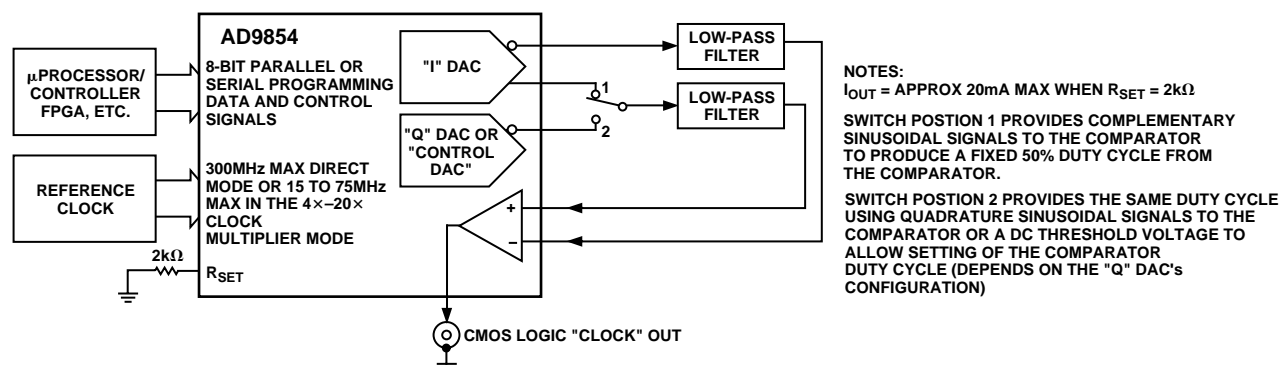 AD9854
µPROCESSOR/
CONTROLLER
FPGA, ETC.
8-BIT PARALLEL OR
SERIAL PROGRAMMING
DATA AND CONTROL
SIGNALS
REFERENCE
CLOCK
300MHz MAX DIRECT
MODE OR 15 TO 75MHz
MAX IN THE 4×–20×
CLOCK
MULTIPLIER MODE
2kΩ
RSET
"I" DAC
"Q" DAC OR
"CONTROL
DAC"
1
2
+
–
LOW-PASS
FILTER
LOW-PASS
FILTER
CMOS LOGIC "CLOCK" OUT
NOTES:
IOUT = APPROX 20mA MAX WHEN RSET = 2kΩ
SWITCH POSTION 1 PROVIDES COMPLEMENTARY
SINUSOIDAL SIGNALS TO THE COMPARATOR
TO PRODUCE A FIXED 50% DUTY CYCLE FROM
THE COMPARATOR.
SWITCH POSTION 2 PROVIDES THE SAME DUTY CYCLE
USING QUADRATURE SINUSOIDAL SIGNALS TO THE
COMPARATOR OR A DC THRESHOLD VOLTAGE TO
ALLOW SETTING OF THE COMPARATOR
DUTY CYCLE (DEPENDS ON THE "Q" DAC's
CONFIGURATION)